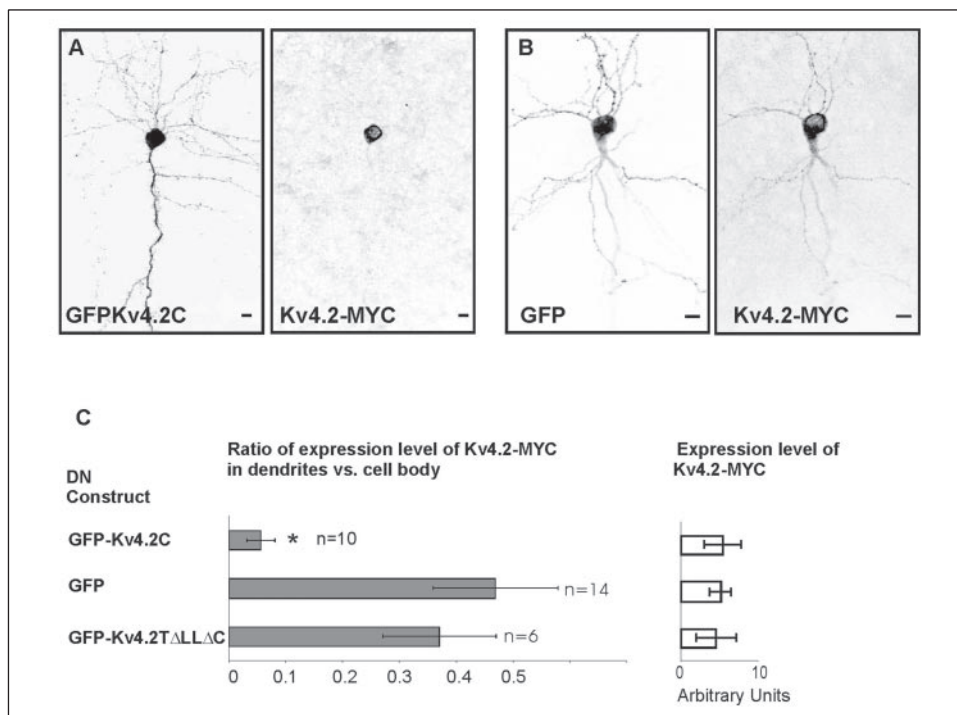 A
B
GFPKv4.2C
Kv4.2-MYC
GFP
Kv4.2-MYC
C
Ratio of expression level of Kv4.2-MYC
in dendrites vs. cell body
Expression level of
Kv4.2-MYC
DN
Construct
GFP-Kv4.2C
* n=10
GFP
n=14
GFP-Kv4.2TΔLLΔC
n=6
0 0.1 0.2 0.3 0.4 0.5
0 10
Arbitrary Units